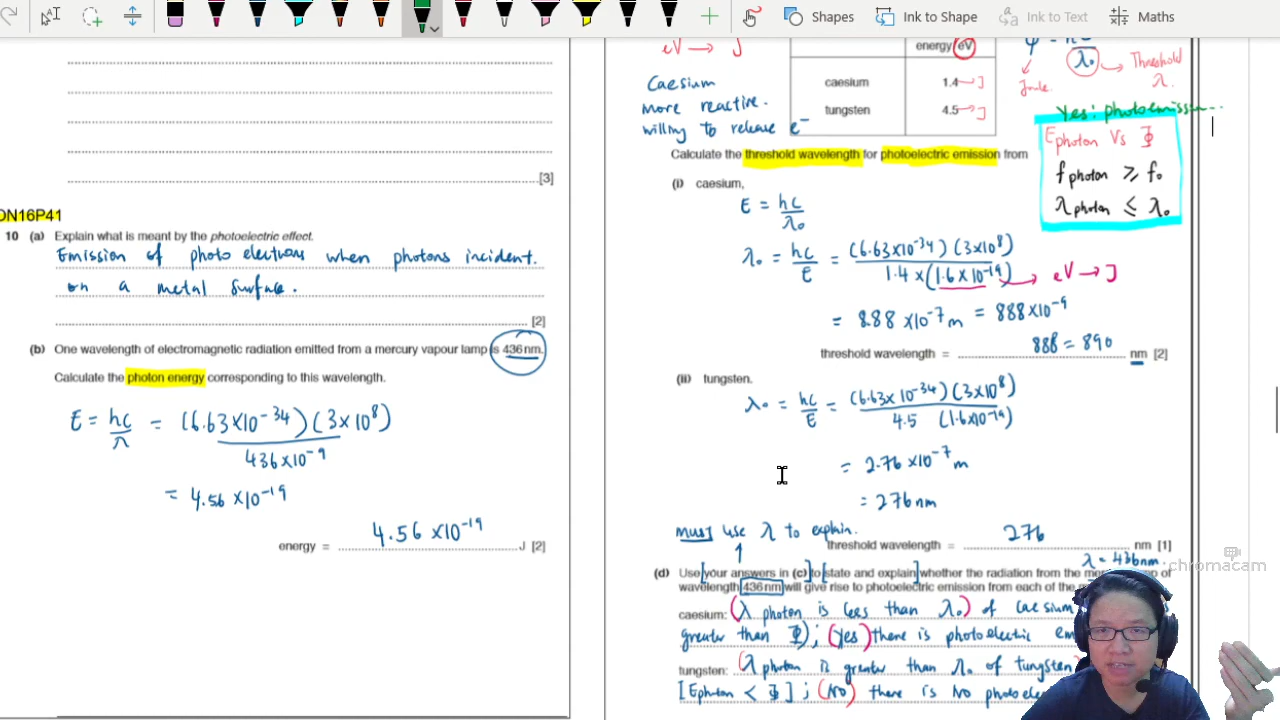 Shapes
Ink to Shape
Ink to Text
Maths
[3]
ON16P41
10 (a) Explain what is meant by the photoelectric effect.
Emission of photo electrons when photons incident
on a metal surface.
[2]
(b) One wavelength of electromagnetic radiation emitted from a mercury vapour lamp is 436 nm.
Calculate the photon energy corresponding to this wavelength.
E = hc/λ = (6.63×10⁻³⁴)(3×10⁸)
436×10⁻⁹
= 4.56×10⁻¹⁹
4.56×10⁻¹⁹
energy = J [2]
eV → J
energy eV
caesium 1.4 → J
tungsten 4.5 → J
Caesium
more reactive.
willing to release e⁻
λ₀ → Threshold
λ.
Joule
Yes: photoemission...
Ephoton Vs Φ
f photon ≥ f₀
λ photon ≤ λ₀
Calculate the threshold wavelength for photoelectric emission from
(i) caesium,
E = hc/λ₀
λ₀ = hc/E = (6.63×10⁻³⁴)(3×10⁸)
1.4 × (1.6×10⁻¹⁹) → eV → J
= 8.88×10⁻⁷ m = 888×10⁻⁹
888 = 890
threshold wavelength = nm [2]
(ii) tungsten.
λ₀ = hc/E = (6.63×10⁻³⁴)(3×10⁸)
4.5 (1.6×10⁻¹⁹)
= 2.76×10⁻⁷ m
= 276 nm
must use λ to explain.
276
threshold wavelength = nm [1]
λ = 436nm.
(d) Use your answers in (c) to state and explain whether the radiation from the of
wavelength 436 nm will give rise to photoelectric emission from each of the
caesium: (λ photon is less than λ₀) of Caesium
greater than Φ); (yes) there is photoelectric
tungsten: (λ photon is greater than λ₀ of tungsten
[Ephoton < Φ]; (No) there is No
chromacam